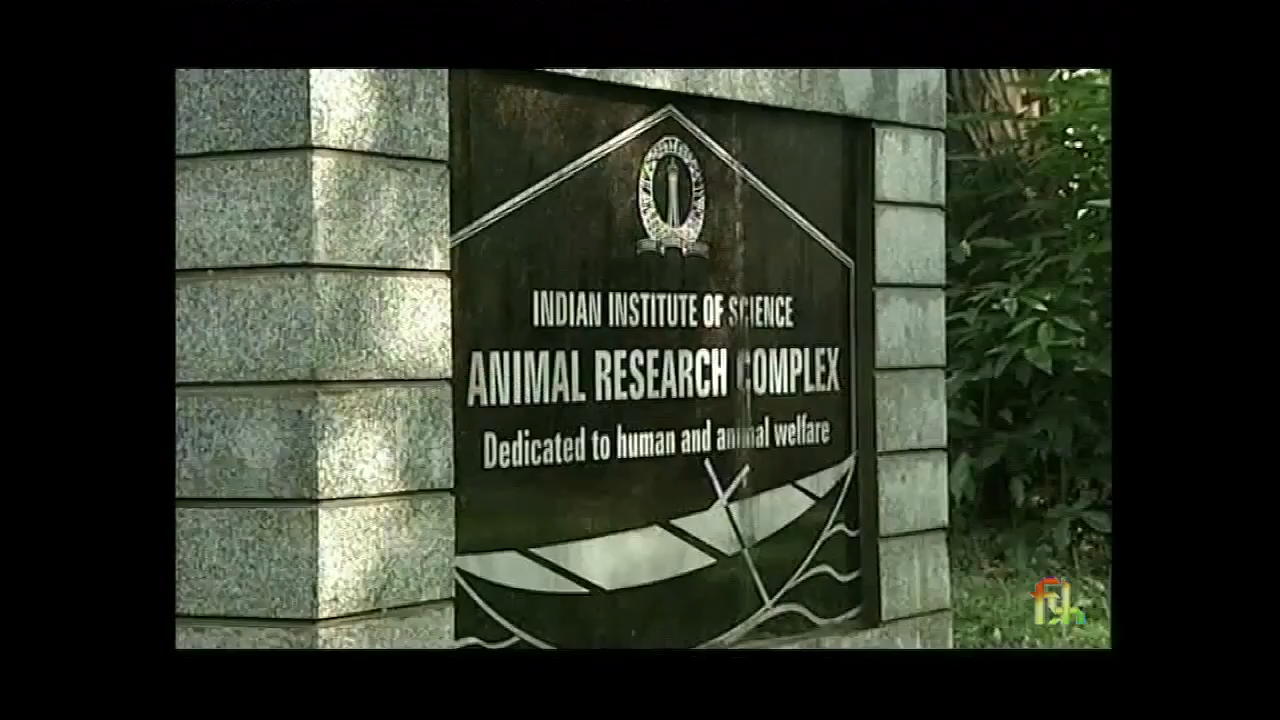 INDIAN INSTITUTE OF SCIENCE
ANIMAL RESEARCH COMPLEX
Dedicated to human and animal welfare